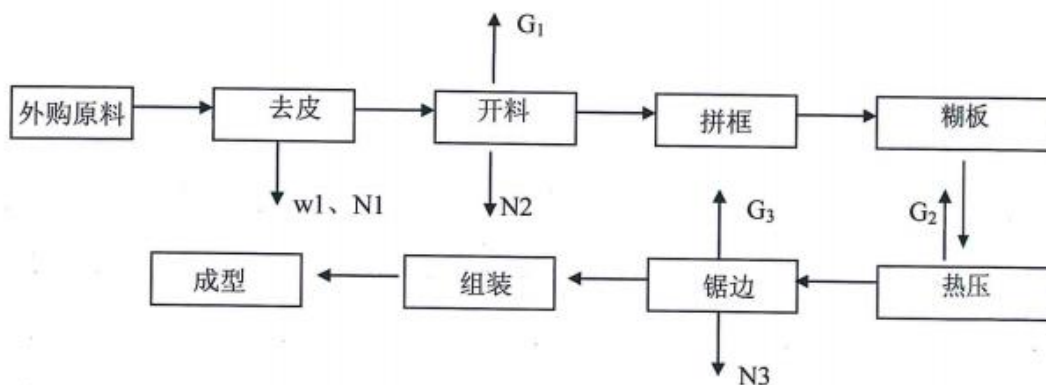 G₁
外购原料
去皮
开料
拼框
糊板
w1、N1
N2
G₃
G₂
成型
组装
锯边
热压
N3